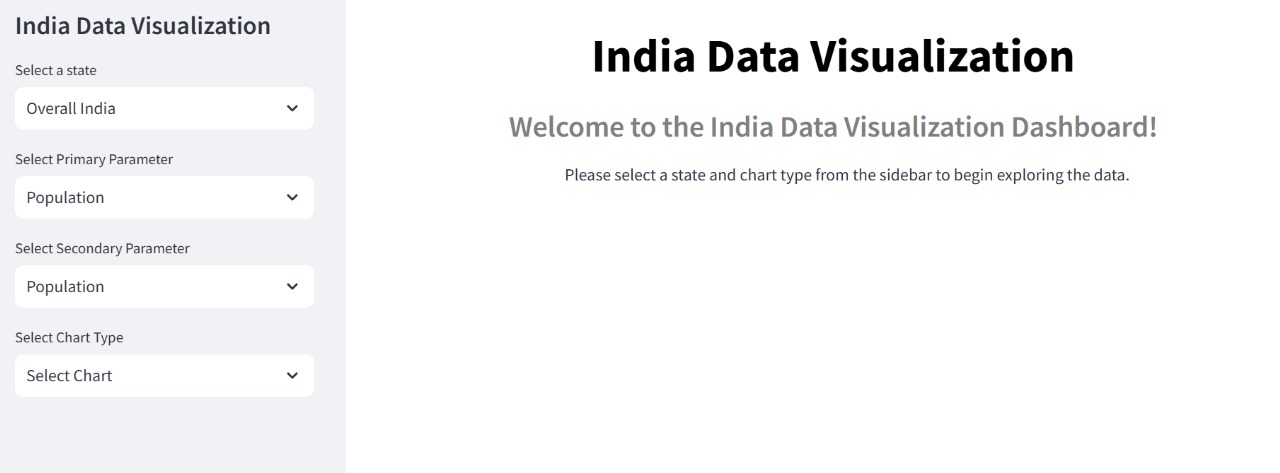 India Data Visualization
Select a state
Overall India
Select Primary Parameter
Population
Select Secondary Parameter
Population
Select Chart Type
Select Chart
India Data Visualization
Welcome to the India Data Visualization Dashboard!
Please select a state and chart type from the sidebar to begin exploring the data.